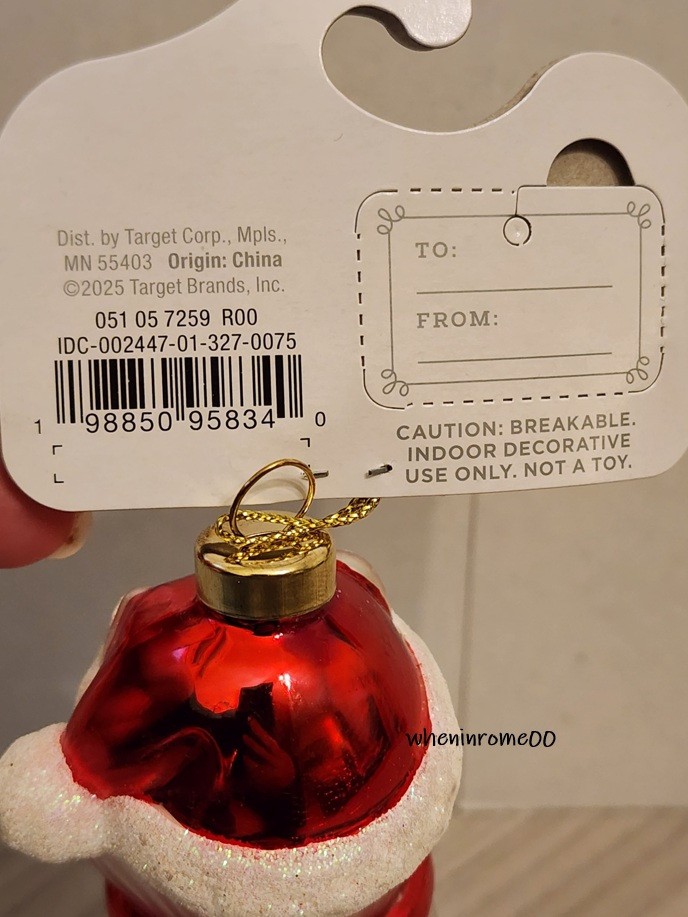 Dist. by Target Corp., Mpls.,
MN 55403 Origin: China
©2025 Target Brands, Inc.
051 05 7259 R00
IDC-002447-01-327-0075
1 98850 95834 0
TO:
FROM:
CAUTION: BREAKABLE.
INDOOR DECORATIVE
USE ONLY. NOT A TOY.
wheninrome00